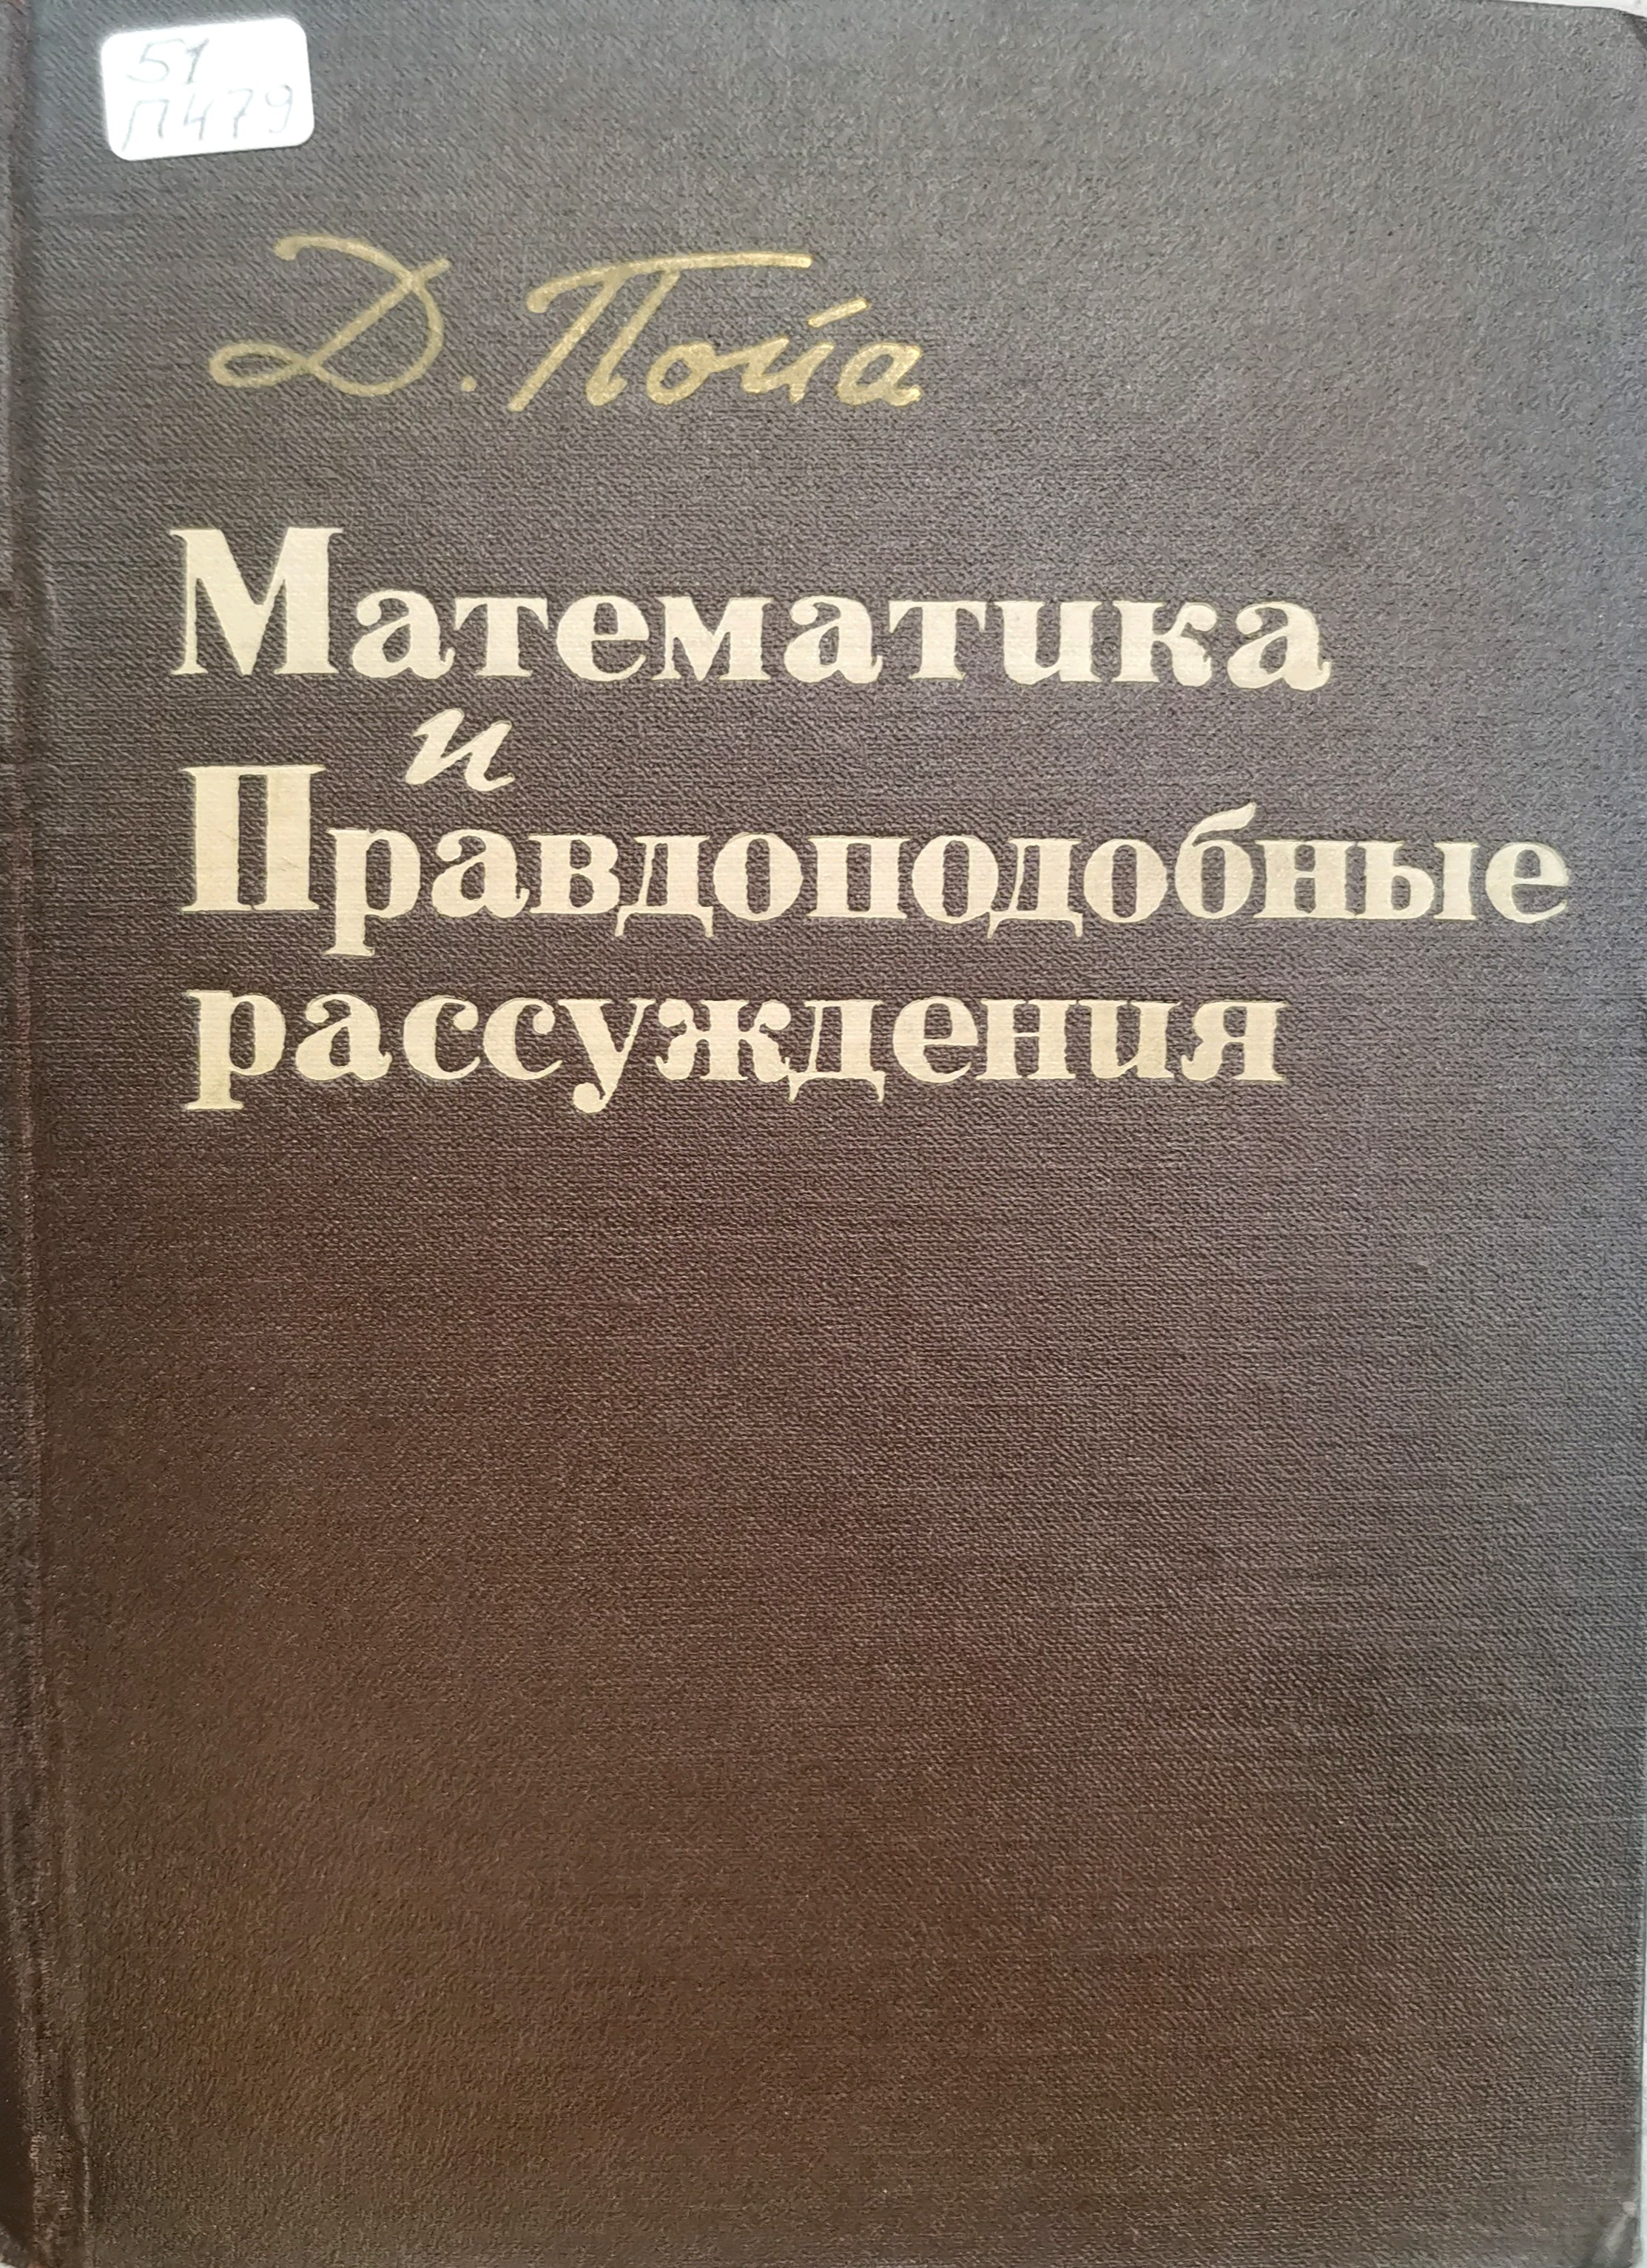 51
П479
Д. Пойа
Математика
и
Правдоподобные
рассуждения